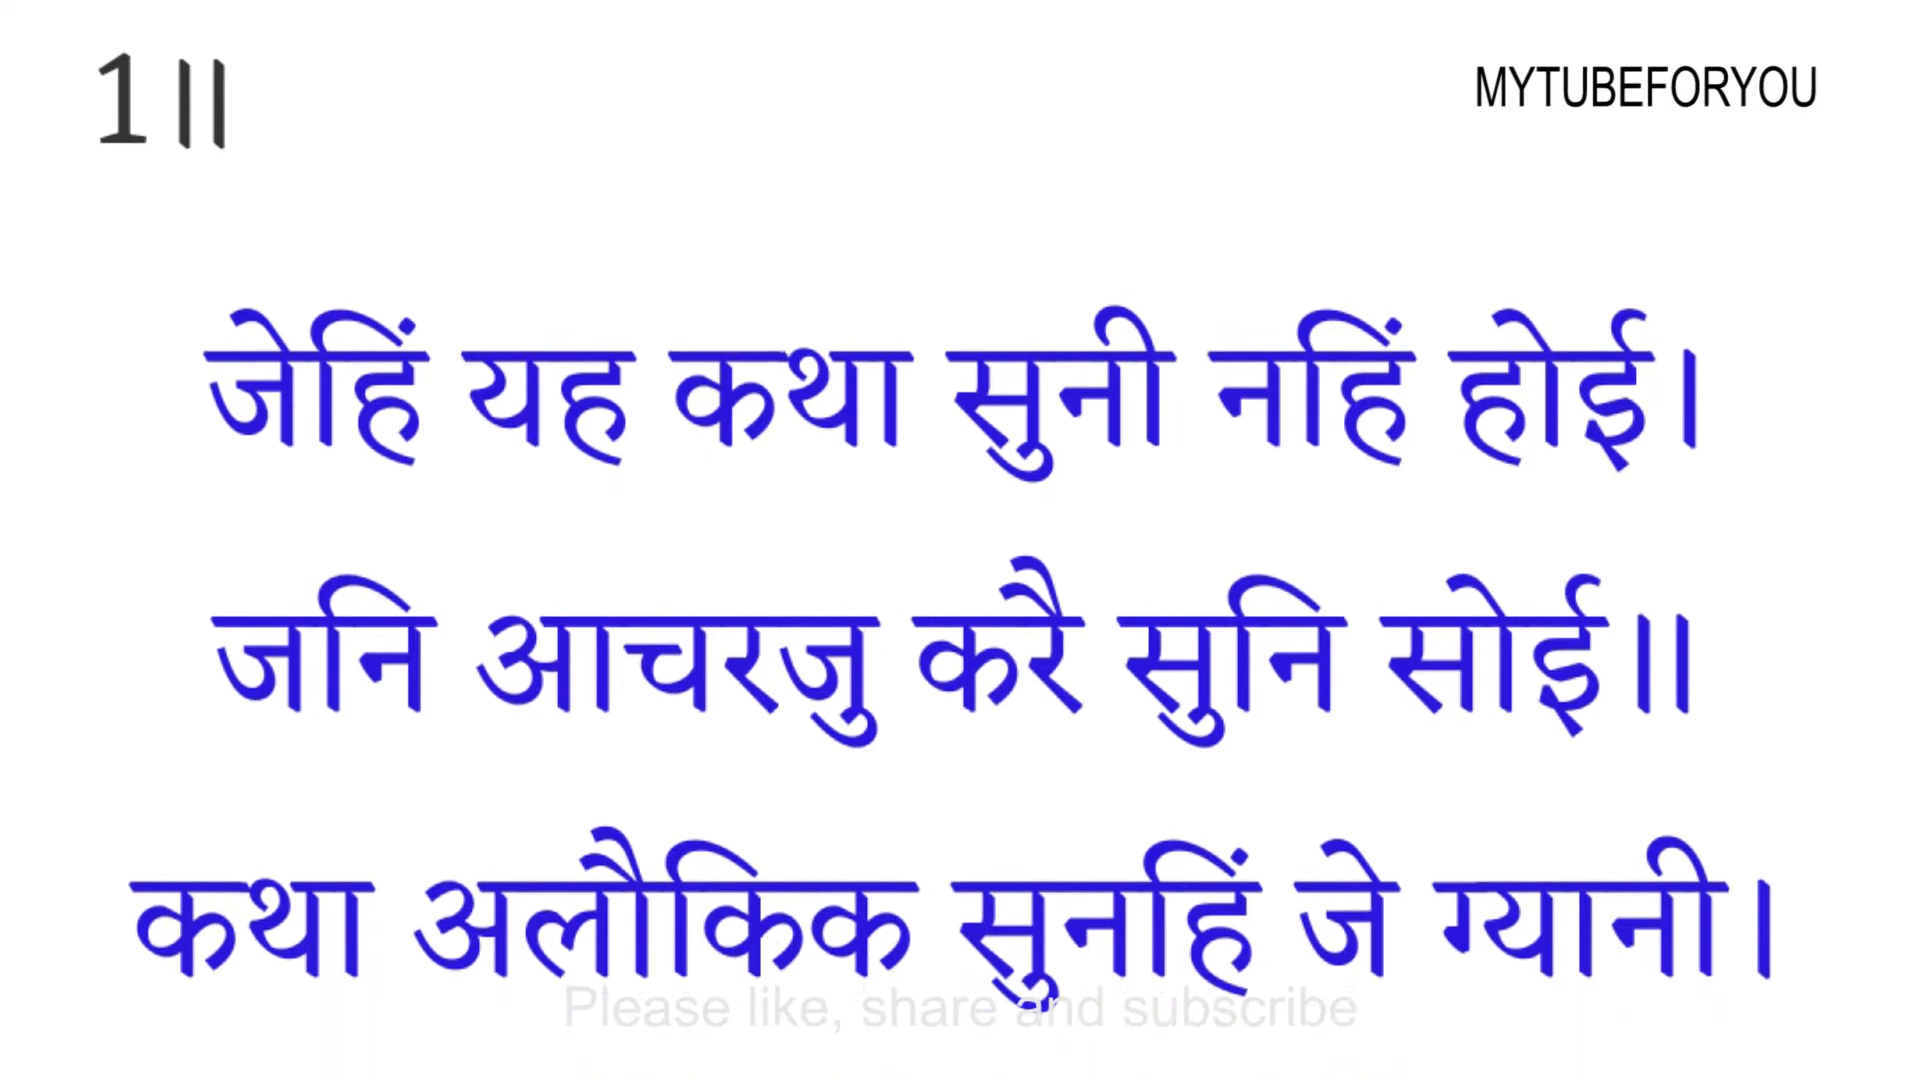 1॥
MYTUBEFORYOU
जेहिं यह कथा सुनी नहिं होई।
जनि आचरजु करै सुनि सोई॥
कथा अलौकिक सुनहिं जे ग्यानी।
Please like, share and subscribe